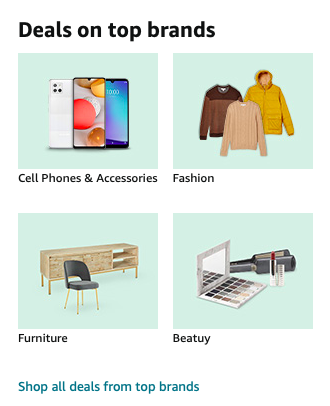 Deals on top brands
Cell Phones & Accessories
Fashion
Furniture
Beatuy
Shop all deals from top brands